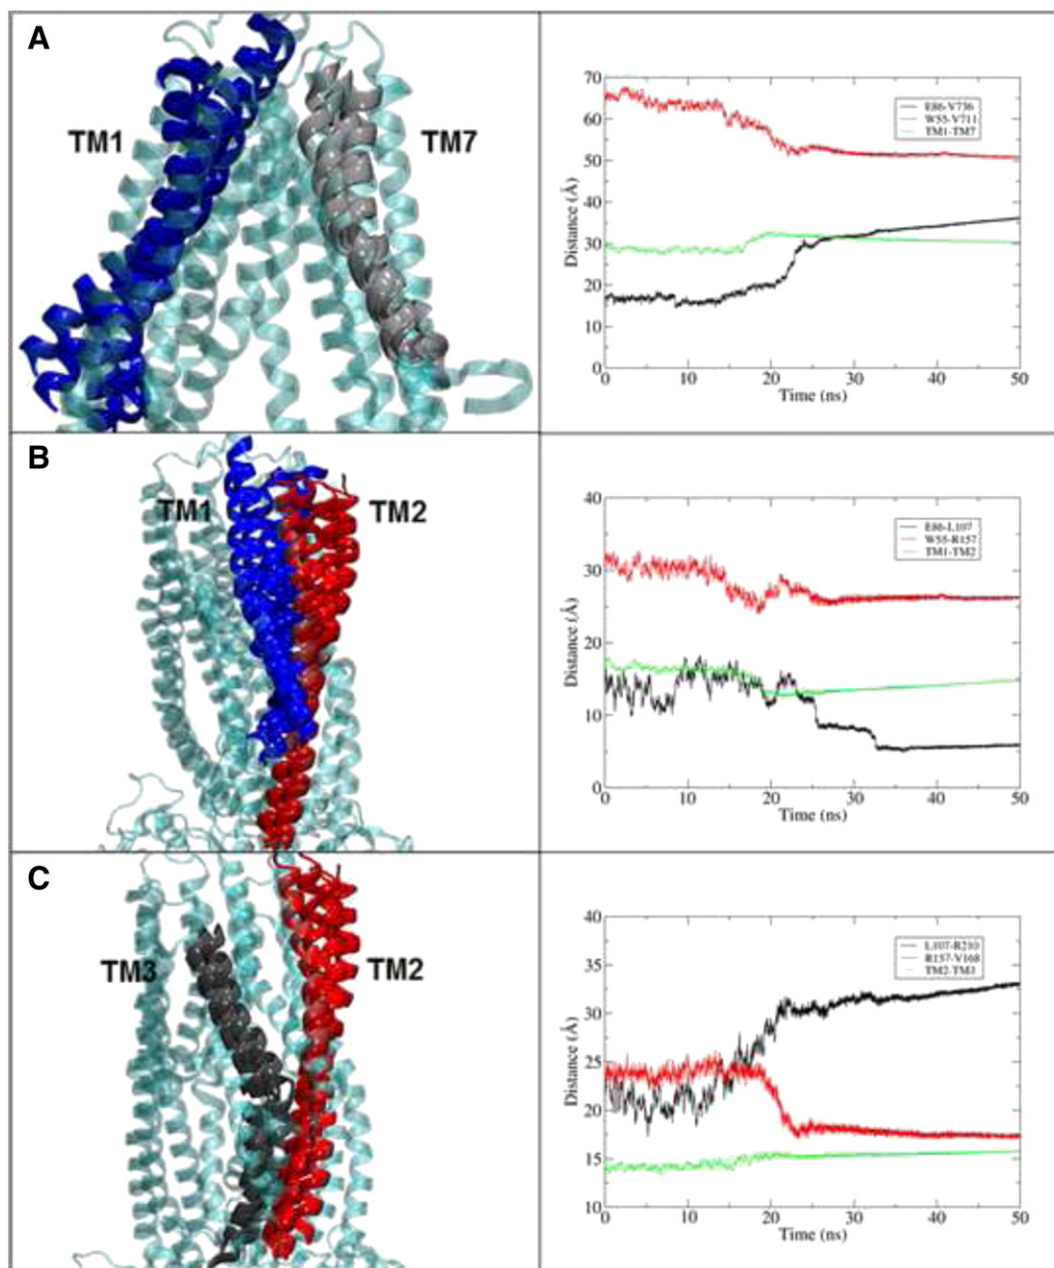 A
TM1
TM7
70
60
50
40
30
20
10
0
Distance (Å)
E86-V736
W55-V711
TM1-TM7
0 10 20 30 40 50
Time (ns)
B
TM1
TM2
40
30
20
10
0
Distance (Å)
E86-L107
W55-R157
TM1-TM2
0 10 20 30 40 50
Time (ns)
C
TM3
TM2
40
35
30
25
20
15
10
Distance (Å)
L107-R210
R157-V168
TM2-TM3
0 10 20 30 40 50
Time (ns)